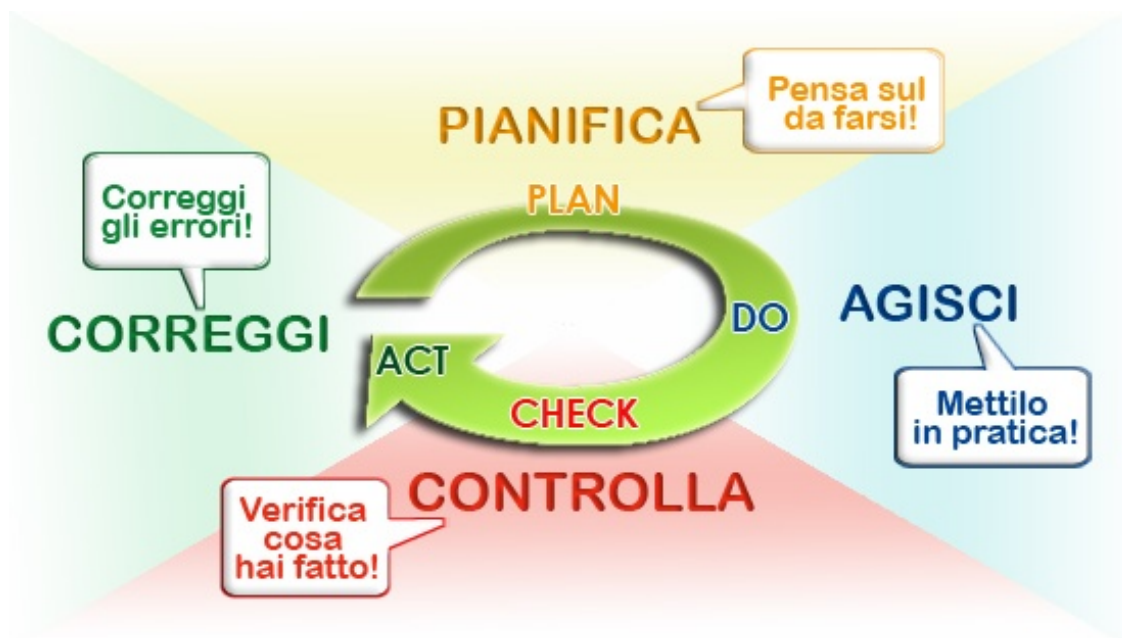 PIANIFICA
Pensa sul
da farsi!
PLAN
Correggi
gli errori!
CORREGGI
AGISCI
DO
ACT
CHECK
Mettilo
in pratica!
CONTROLLA
Verifica
cosa
hai fatto!